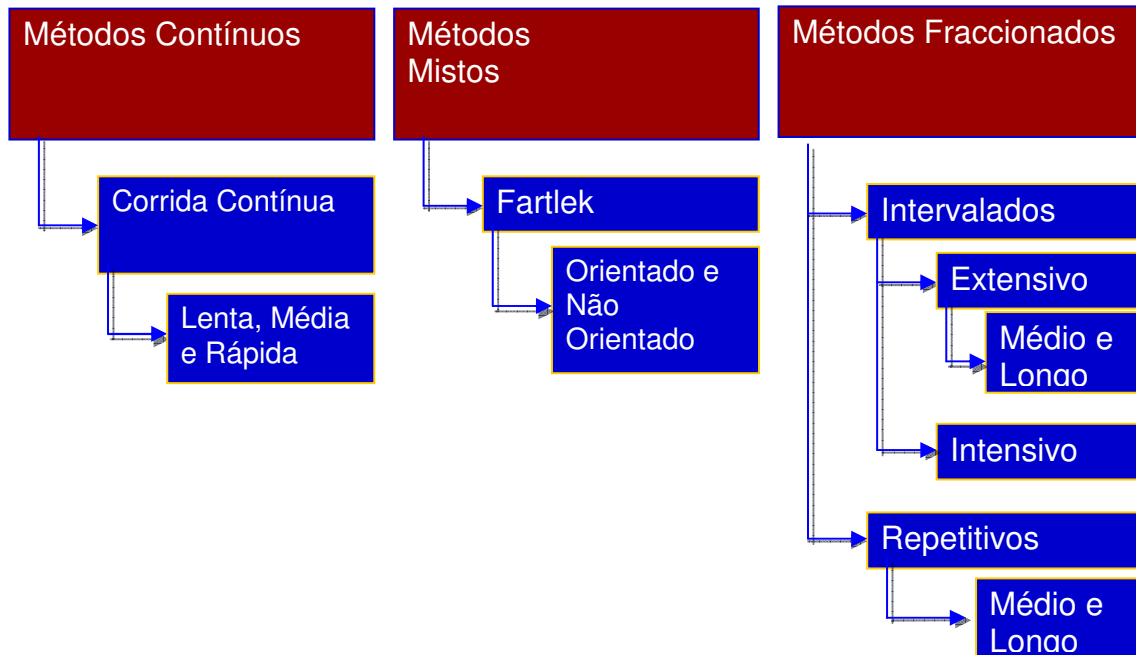 Métodos Contínuos
Corrida Contínua
Lenta, Média
e Rápida
Métodos
Mistos
Fartlek
Orientado e
Não
Orientado
Métodos Fraccionados
Intervalados
Extensivo
Médio e
Longo
Intensivo
Repetitivos
Médio e
Longo